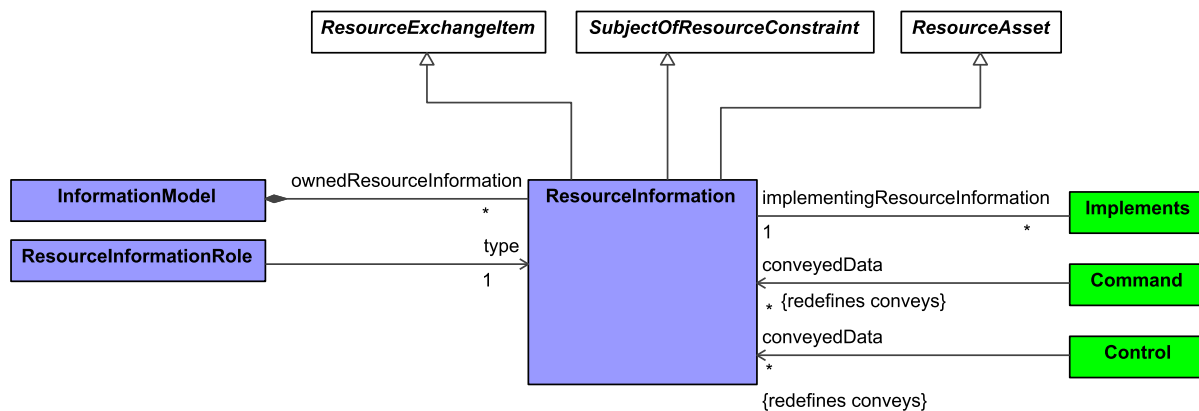 ResourceExchangeItem
SubjectOfResourceConstraint
ResourceAsset
InformationModel
ownedResourceInformation
*
ResourceInformation
implementingResourceInformation
1
*
Implements
ResourceInformationRole
type
1
conveyedData
* {redefines conveys}
Command
conveyedData
*
{redefines conveys}
Control